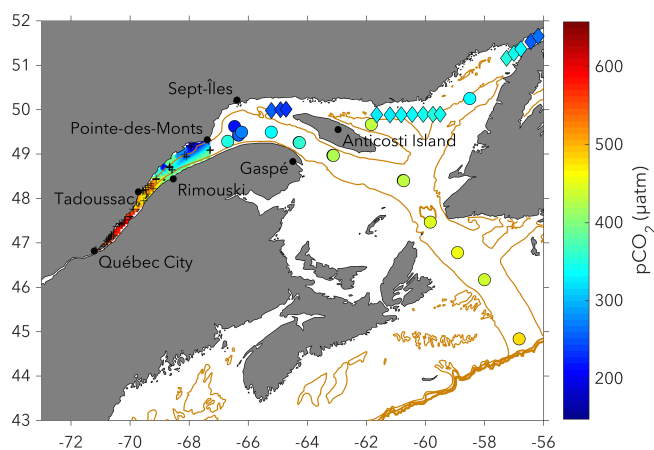 52
51
50
49
48
47
46
45
44
43
-72 -70 -68 -66 -64 -62 -60 -58 -56
Sept-Îles
Pointe-des-Monts
Anticosti Island
Gaspé
Rimouski
Tadoussac
Québec City
600
500
400
300
200
pCO2 (µatm)